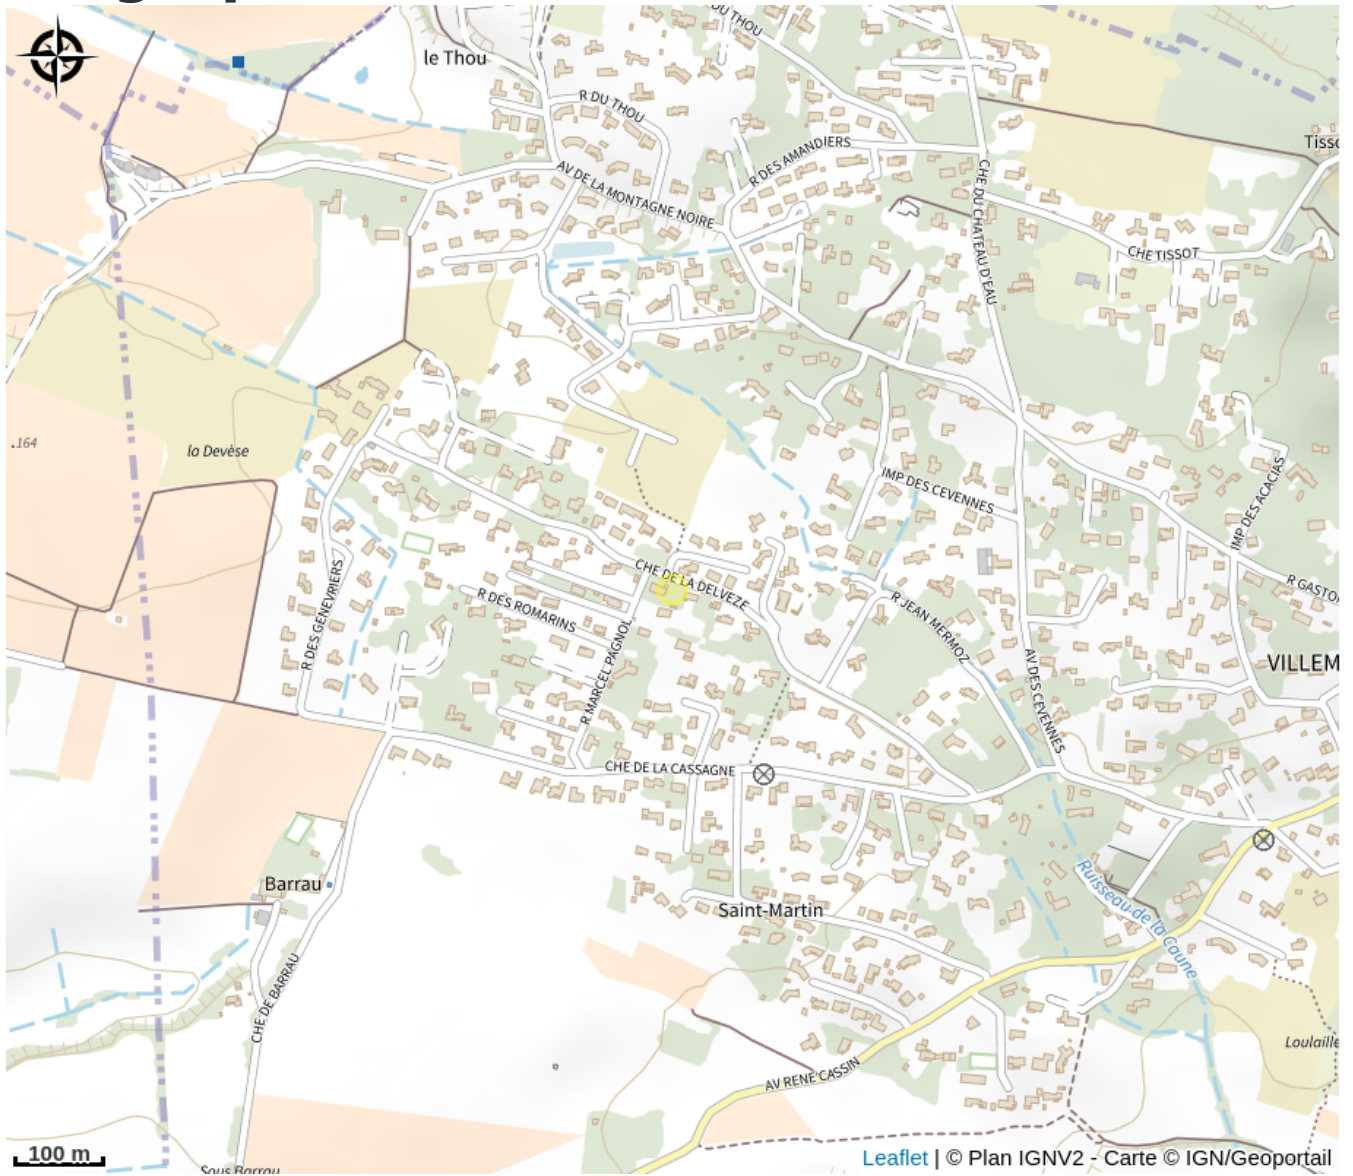 le Thou
DU THOU
R DU THOU
Tisso
R DES AMANDIERS
AV DE LA MONTAGNE NOIRE
CHE DU CHATEAU D'EAU
CHE TISSOT
.164
la Devèse
IMP DES CEVENNES
IMP DES ACACIAS
CHE DE LA DELVEZE
R GASTON
R DES GENEVRIERS
R DES ROMARINS
R JEAN MERMOZ
R MARCEL PAGNOL
AV DES CEVENNES
VILLEM
CHE DE LA CASSAGNE
Barrau
Saint-Martin
Ruisseau de la Caune
CHE DE BARRAU
Loulaille
AV RENE CASSIN
100 m
Sous Barrau
Leaflet | © Plan IGNV2 - Carte © IGN/Geoportail